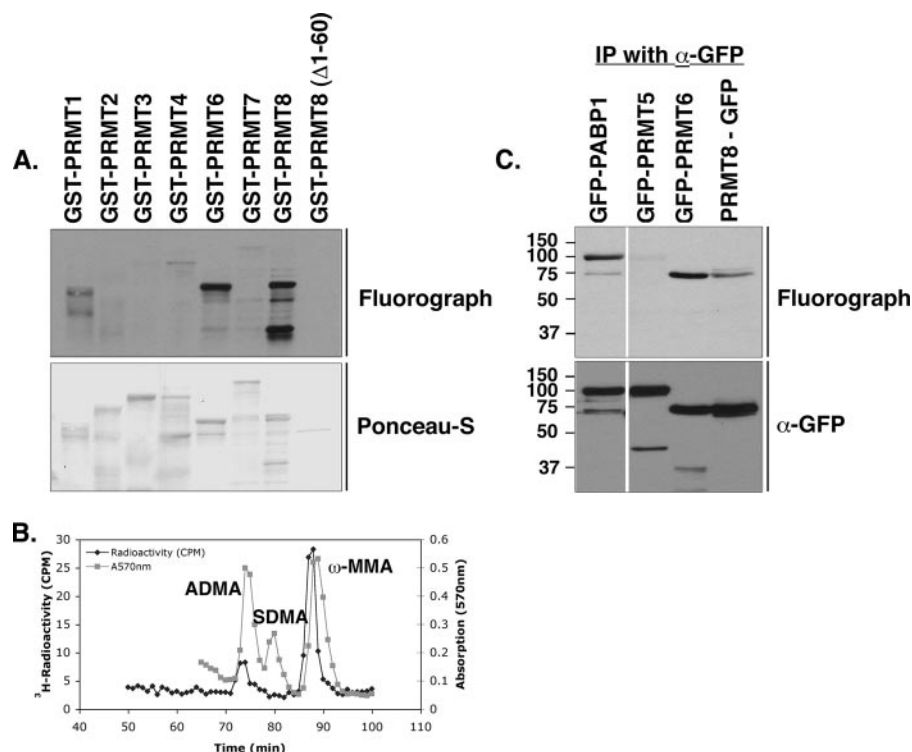 A.
GST-PRMT1
GST-PRMT2
GST-PRMT3
GST-PRMT4
GST-PRMT6
GST-PRMT7
GST-PRMT8
GST-PRMT8 (Δ1-60)
Fluorograph
Ponceau-S
C.
IP with α-GFP
GFP-PABP1
GFP-PRMT5
GFP-PRMT6
PRMT8 - GFP
150
100
75
50
37
Fluorograph
150
100
75
50
37
α-GFP
B.
Radioactivity (CPM)
A570nm
ADMA
SDMA
ω-MMA
³H-Radioactivity (CPM)
30
25
20
15
10
5
0
0.6
0.5
0.4
0.3
0.2
0.1
0
Absorption (570nm)
40 50 60 70 80 90 100 110
Time (min)